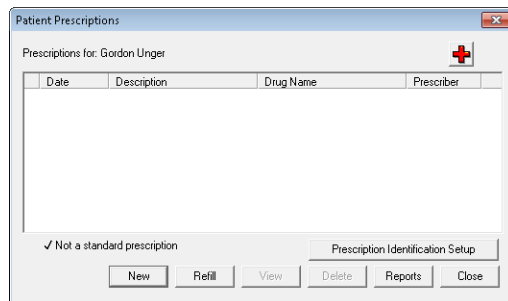 Patient Prescriptions
Prescriptions for: Gordon Unger
Date Description Drug Name Prescriber
✓ Not a standard prescription
Prescription Identification Setup
New Refill View Delete Reports Close